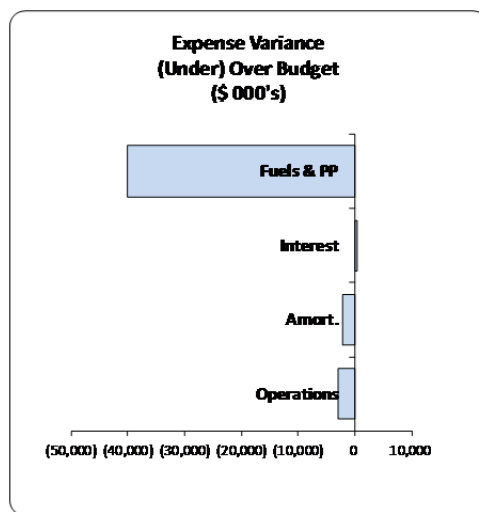 Expense Variance
(Under) Over Budget
($ 000's)
Fuels & PP
Interest
Amort.
Operations
(50,000) (40,000) (30,000) (20,000) (10,000) 0 10,000